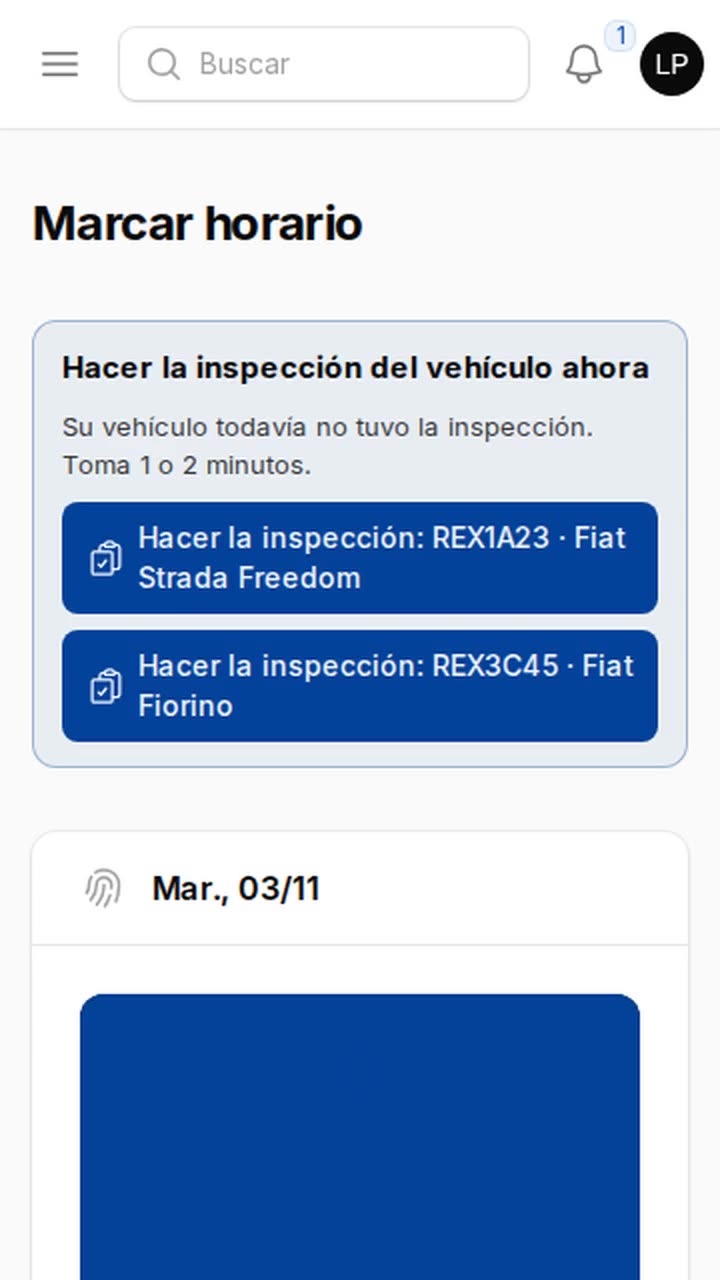 Buscar
1
LP
Marcar horario
Hacer la inspección del vehículo ahora
Su vehículo todavía no tuvo la inspección.
Toma 1 o 2 minutos.
Hacer la inspección: REX1A23 · Fiat
Strada Freedom
Hacer la inspección: REX3C45 · Fiat
Fiorino
Mar., 03/11